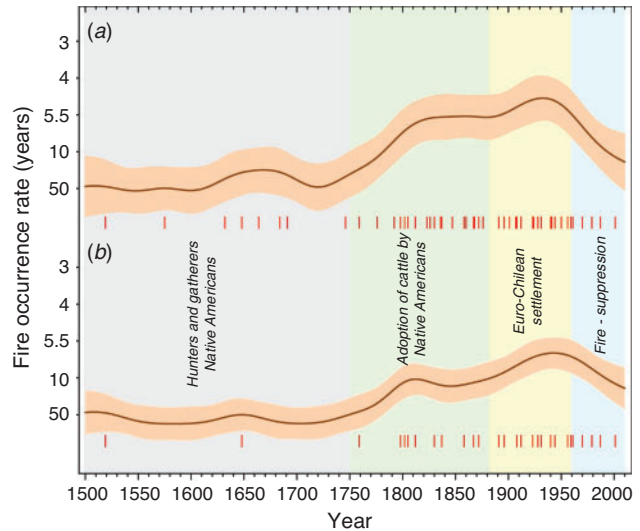 (a)
3
4
5.5
10
50
(b)
3
4
5.5
10
50
Fire occurrence rate (years)
Hunters and gatherers
Native Americans
Adoption of cattle by
Native Americans
Euro-Chilean
settlement
Fire - suppression
1500 1550 1600 1650 1700 1750 1800 1850 1900 1950 2000
Year